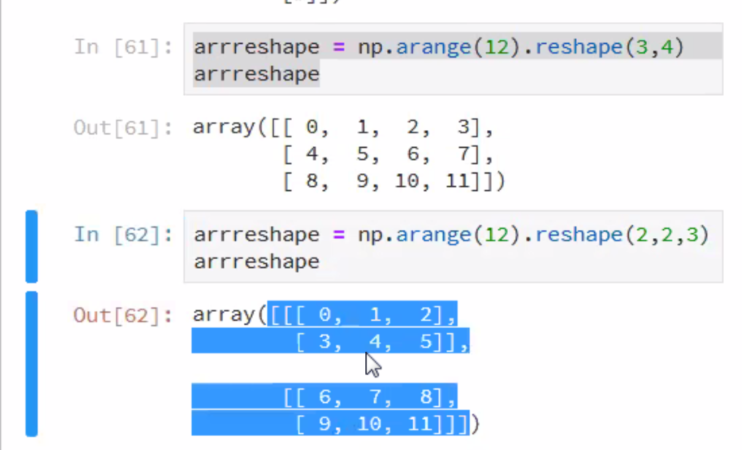 In [61]: arrreshape = np.arange(12).reshape(3,4)
arrreshape
Out[61]: array([[ 0, 1, 2, 3],
[ 4, 5, 6, 7],
[ 8, 9, 10, 11]])
In [62]: arrreshape = np.arange(12).reshape(2,2,3)
arrreshape
Out[62]: array([[[ 0, 1, 2],
[ 3, 4, 5]],
[[ 6, 7, 8],
[ 9, 10, 11]]])